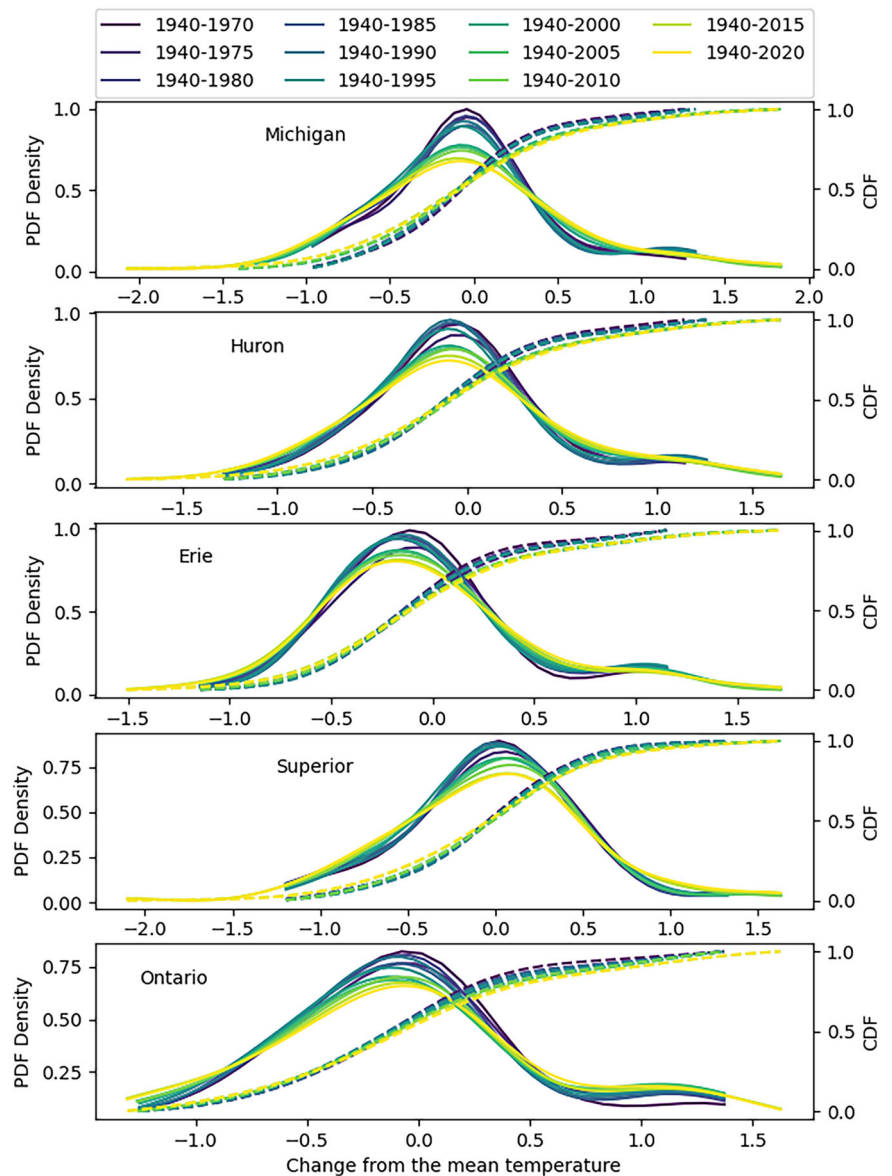 1940-1970 1940-1985 1940-2000 1940-2015
1940-1975 1940-1990 1940-2005 1940-2020
1940-1980 1940-1995 1940-2010
Michigan
PDF Density
1.0
0.5
0.0
CDF
1.0
0.5
0.0
−2.0 −1.5 −1.0 −0.5 0.0 0.5 1.0 1.5 2.0
Huron
PDF Density
1.0
0.5
0.0
CDF
1.0
0.5
0.0
−1.5 −1.0 −0.5 0.0 0.5 1.0 1.5
Erie
PDF Density
1.0
0.5
0.0
CDF
1.0
0.5
0.0
−1.5 −1.0 −0.5 0.0 0.5 1.0 1.5
Superior
PDF Density
0.75
0.50
0.25
0.00
CDF
1.0
0.5
0.0
−2.0 −1.5 −1.0 −0.5 0.0 0.5 1.0 1.5
Ontario
PDF Density
0.75
0.50
0.25
CDF
1.0
0.5
0.0
−1.0 −0.5 0.0 0.5 1.0 1.5
Change from the mean temperature